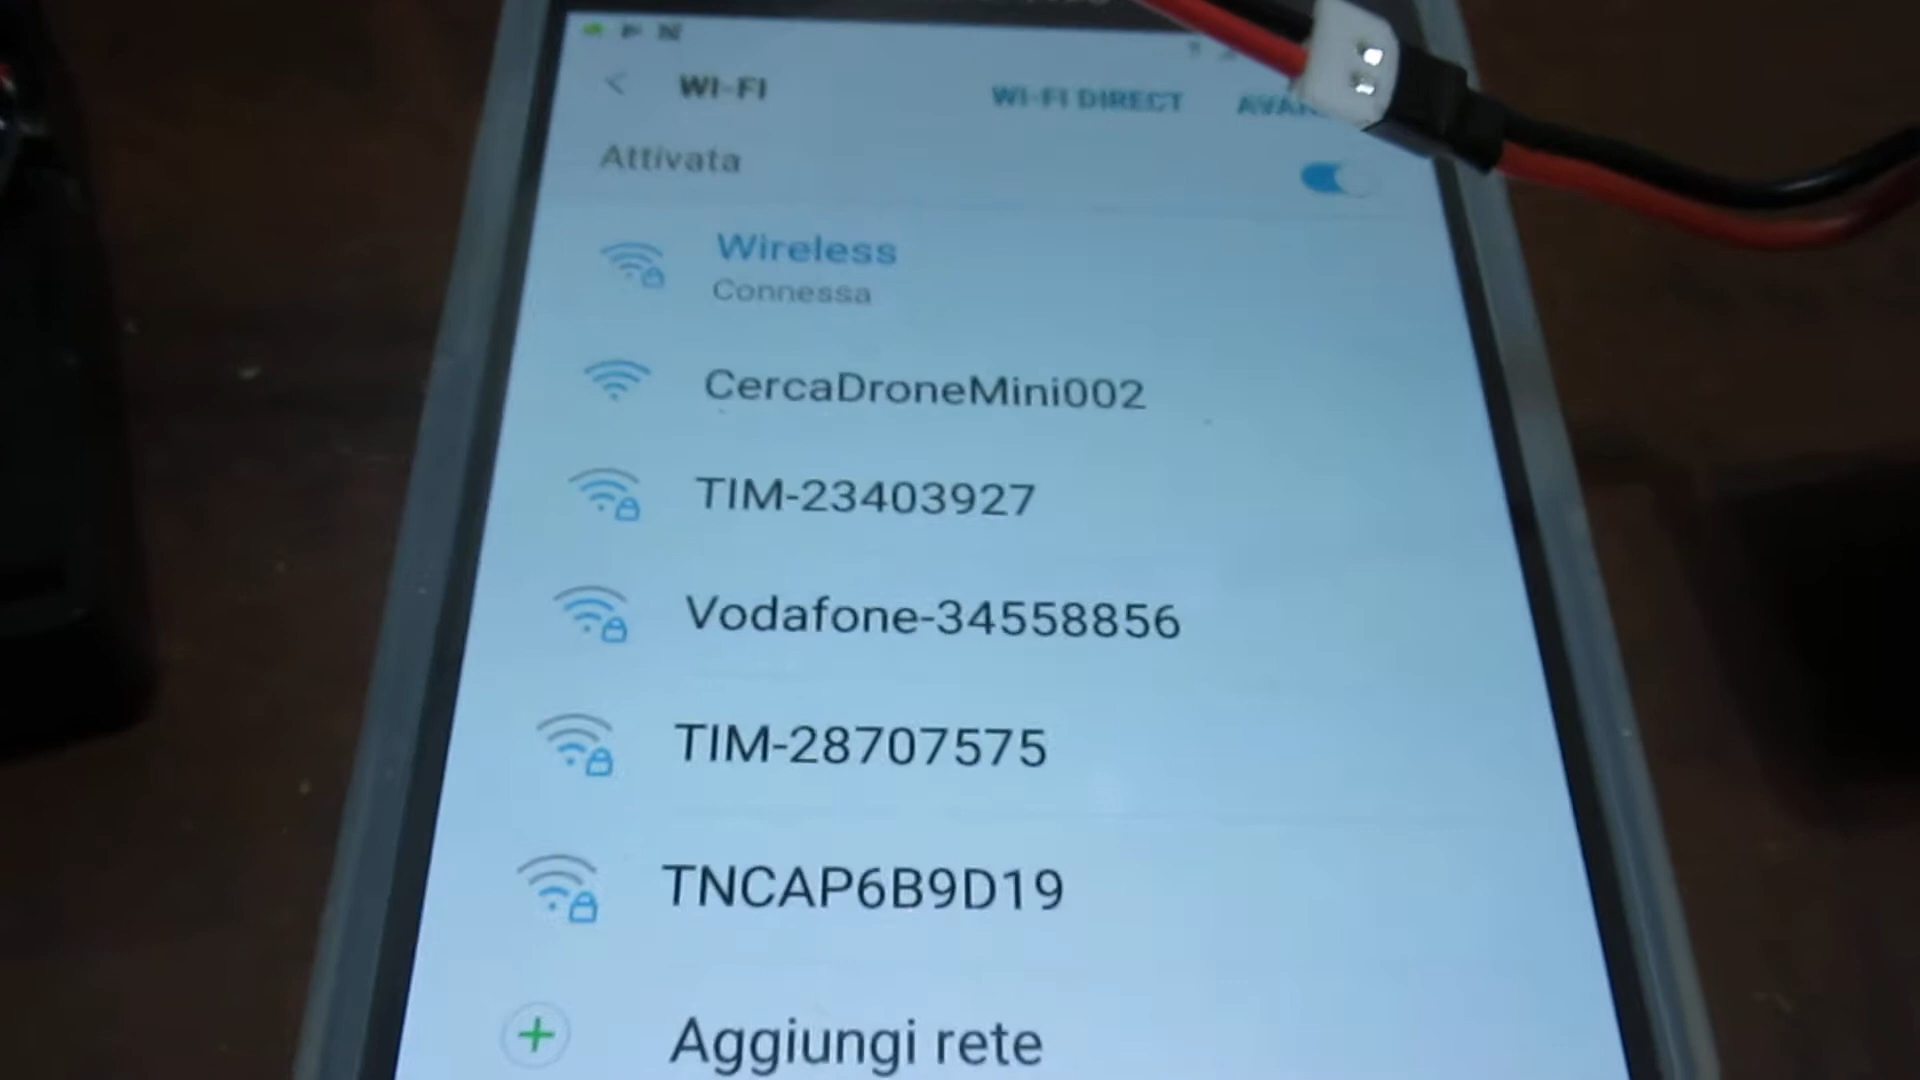 WI-FI
WI-FI DIRECT
Attivata
Wireless
Connessa
CercaDroneMini002
TIM-23403927
Vodafone-34558856
TIM-28707575
TNCAP6B9D19
Aggiungi rete